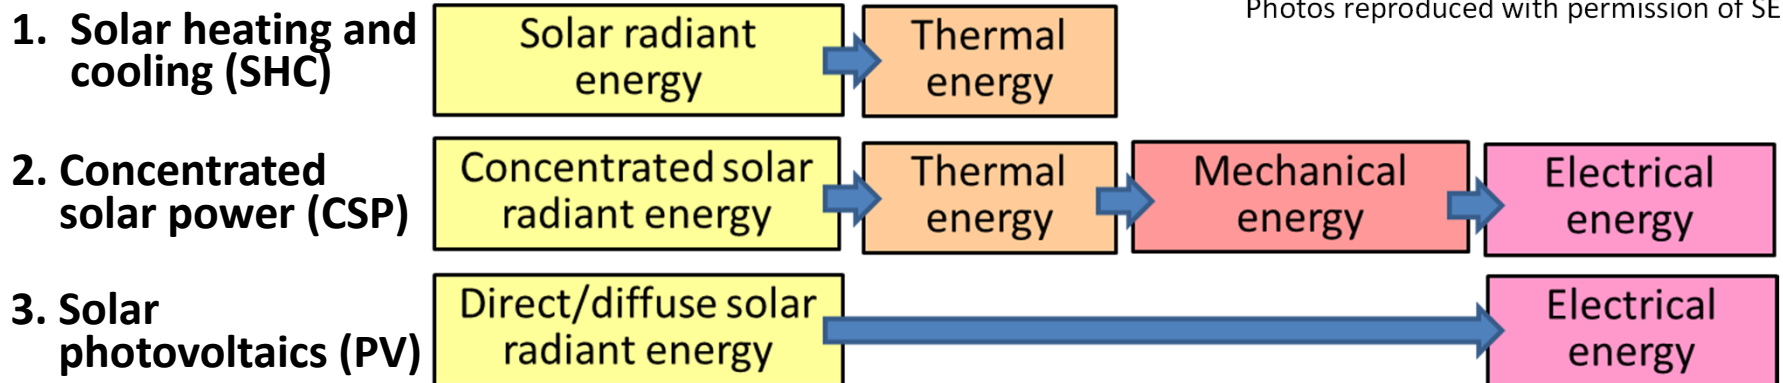 Photos reproduced with permission of SE
1. Solar heating and
cooling (SHC)
Solar radiant
energy
Thermal
energy
2. Concentrated
solar power (CSP)
Concentrated solar
radiant energy
Thermal
energy
Mechanical
energy
Electrical
energy
3. Solar
photovoltaics (PV)
Direct/diffuse solar
radiant energy
Electrical
energy